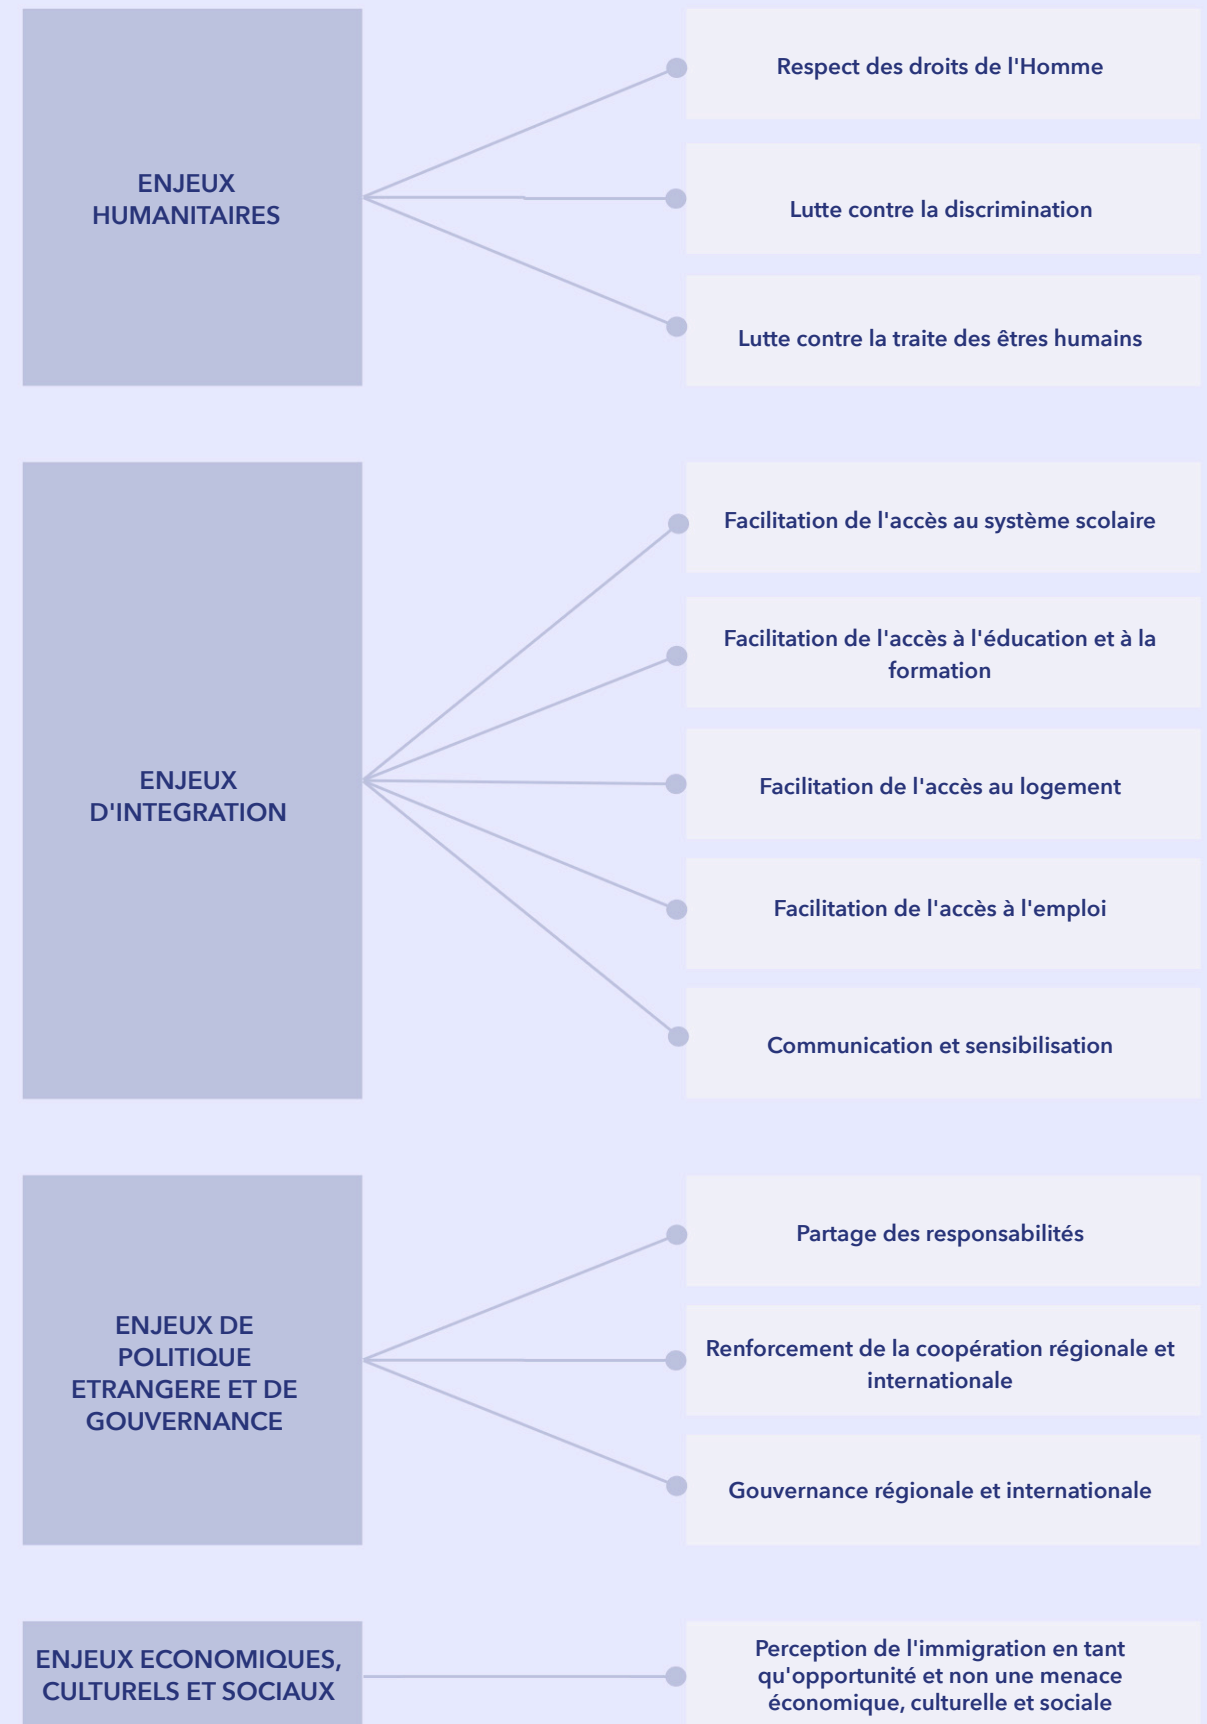 ENJEUX
HUMANITAIRES
Respect des droits de l'Homme
Lutte contre la discrimination
Lutte contre la traite des êtres humains
ENJEUX
D'INTEGRATION
Facilitation de l'accès au système scolaire
Facilitation de l'accès à l'éducation et à la
formation
Facilitation de l'accès au logement
Facilitation de l'accès à l'emploi
Communication et sensibilisation
ENJEUX DE
POLITIQUE
ETRANGERE ET DE
GOUVERNANCE
Partage des responsabilités
Renforcement de la coopération régionale et
internationale
Gouvernance régionale et internationale
ENJEUX ECONOMIQUES,
CULTURELS ET SOCIAUX
Perception de l'immigration en tant
qu'opportunité et non une menace
économique, culturelle et sociale